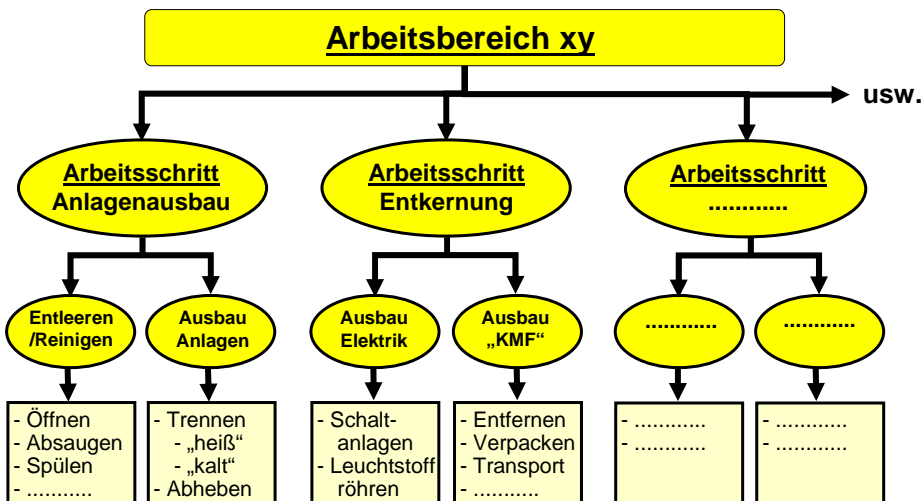 Arbeitsbereich xy
usw.
Arbeitsschritt
Anlagenausbau
Arbeitsschritt
Entkernung
Arbeitsschritt
............
Entleeren
/Reinigen
Ausbau
Anlagen
Ausbau
Elektrik
Ausbau
„KMF“
............
............
- Öffnen
- Absaugen
- Spülen
- ...........
- Trennen
- „heiß“
- „kalt“
- Abheben
- Schalt-
anlagen
- Leuchtstoff
röhren
- Entfernen
- Verpacken
- Transport
- ...........
- ............
- ............
- ............
- ............